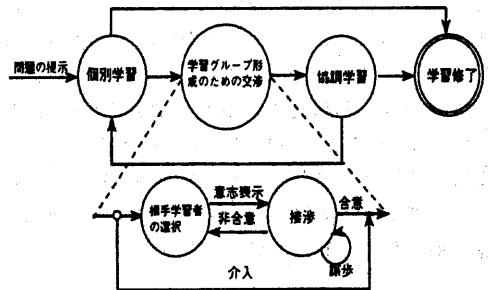 問題の提示
個別学習
学習グループ形
成のための交渉
協調学習
学習修了
相手学習者
の選択
意志表示
非合意
接渉
合意
譲歩
介入